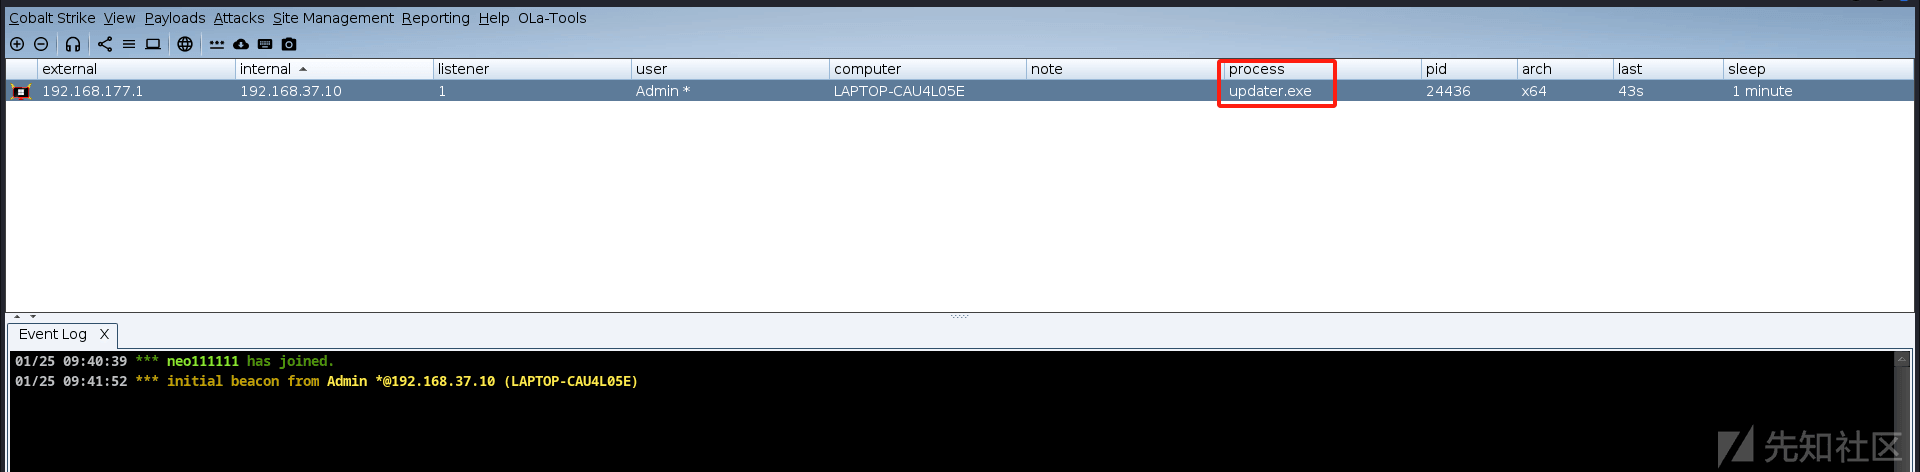 Cobalt Strike View Payloads Attacks Site Management Reporting Help OLa-Tools
external internal listener user computer note process pid arch last sleep
192.168.177.1 192.168.37.10 1 Admin * LAPTOP-CAU4L05E updater.exe 24436 x64 43s 1 minute
Event Log X
01/25 09:40:39 *** neo111111 has joined.
01/25 09:41:52 *** initial beacon from Admin *@192.168.37.10 (LAPTOP-CAU4L05E)
先知社区